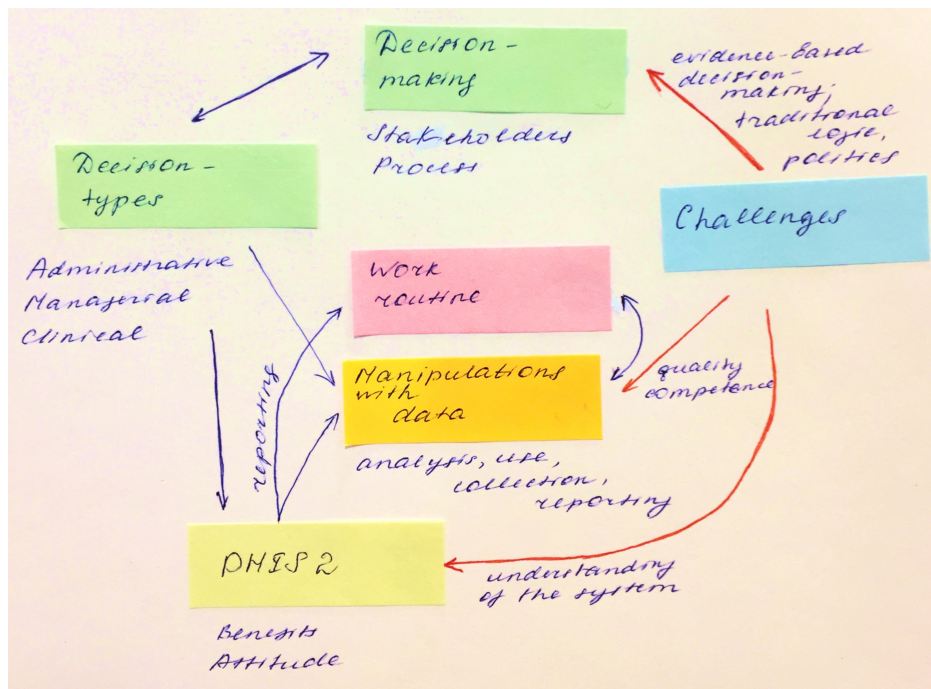 Decision-
making
Stakeholders
Process
evidence-based
decision-
making;
traditional
logic,
politics
Decision-
types
Administrative
Managerial
Clinical
Challenges
Work
routine
reporting
Manipulations
with
data
analysis, use,
collection,
reporting
quality
competence
DHIS 2
Benefits
Attitude
understanding
of the system